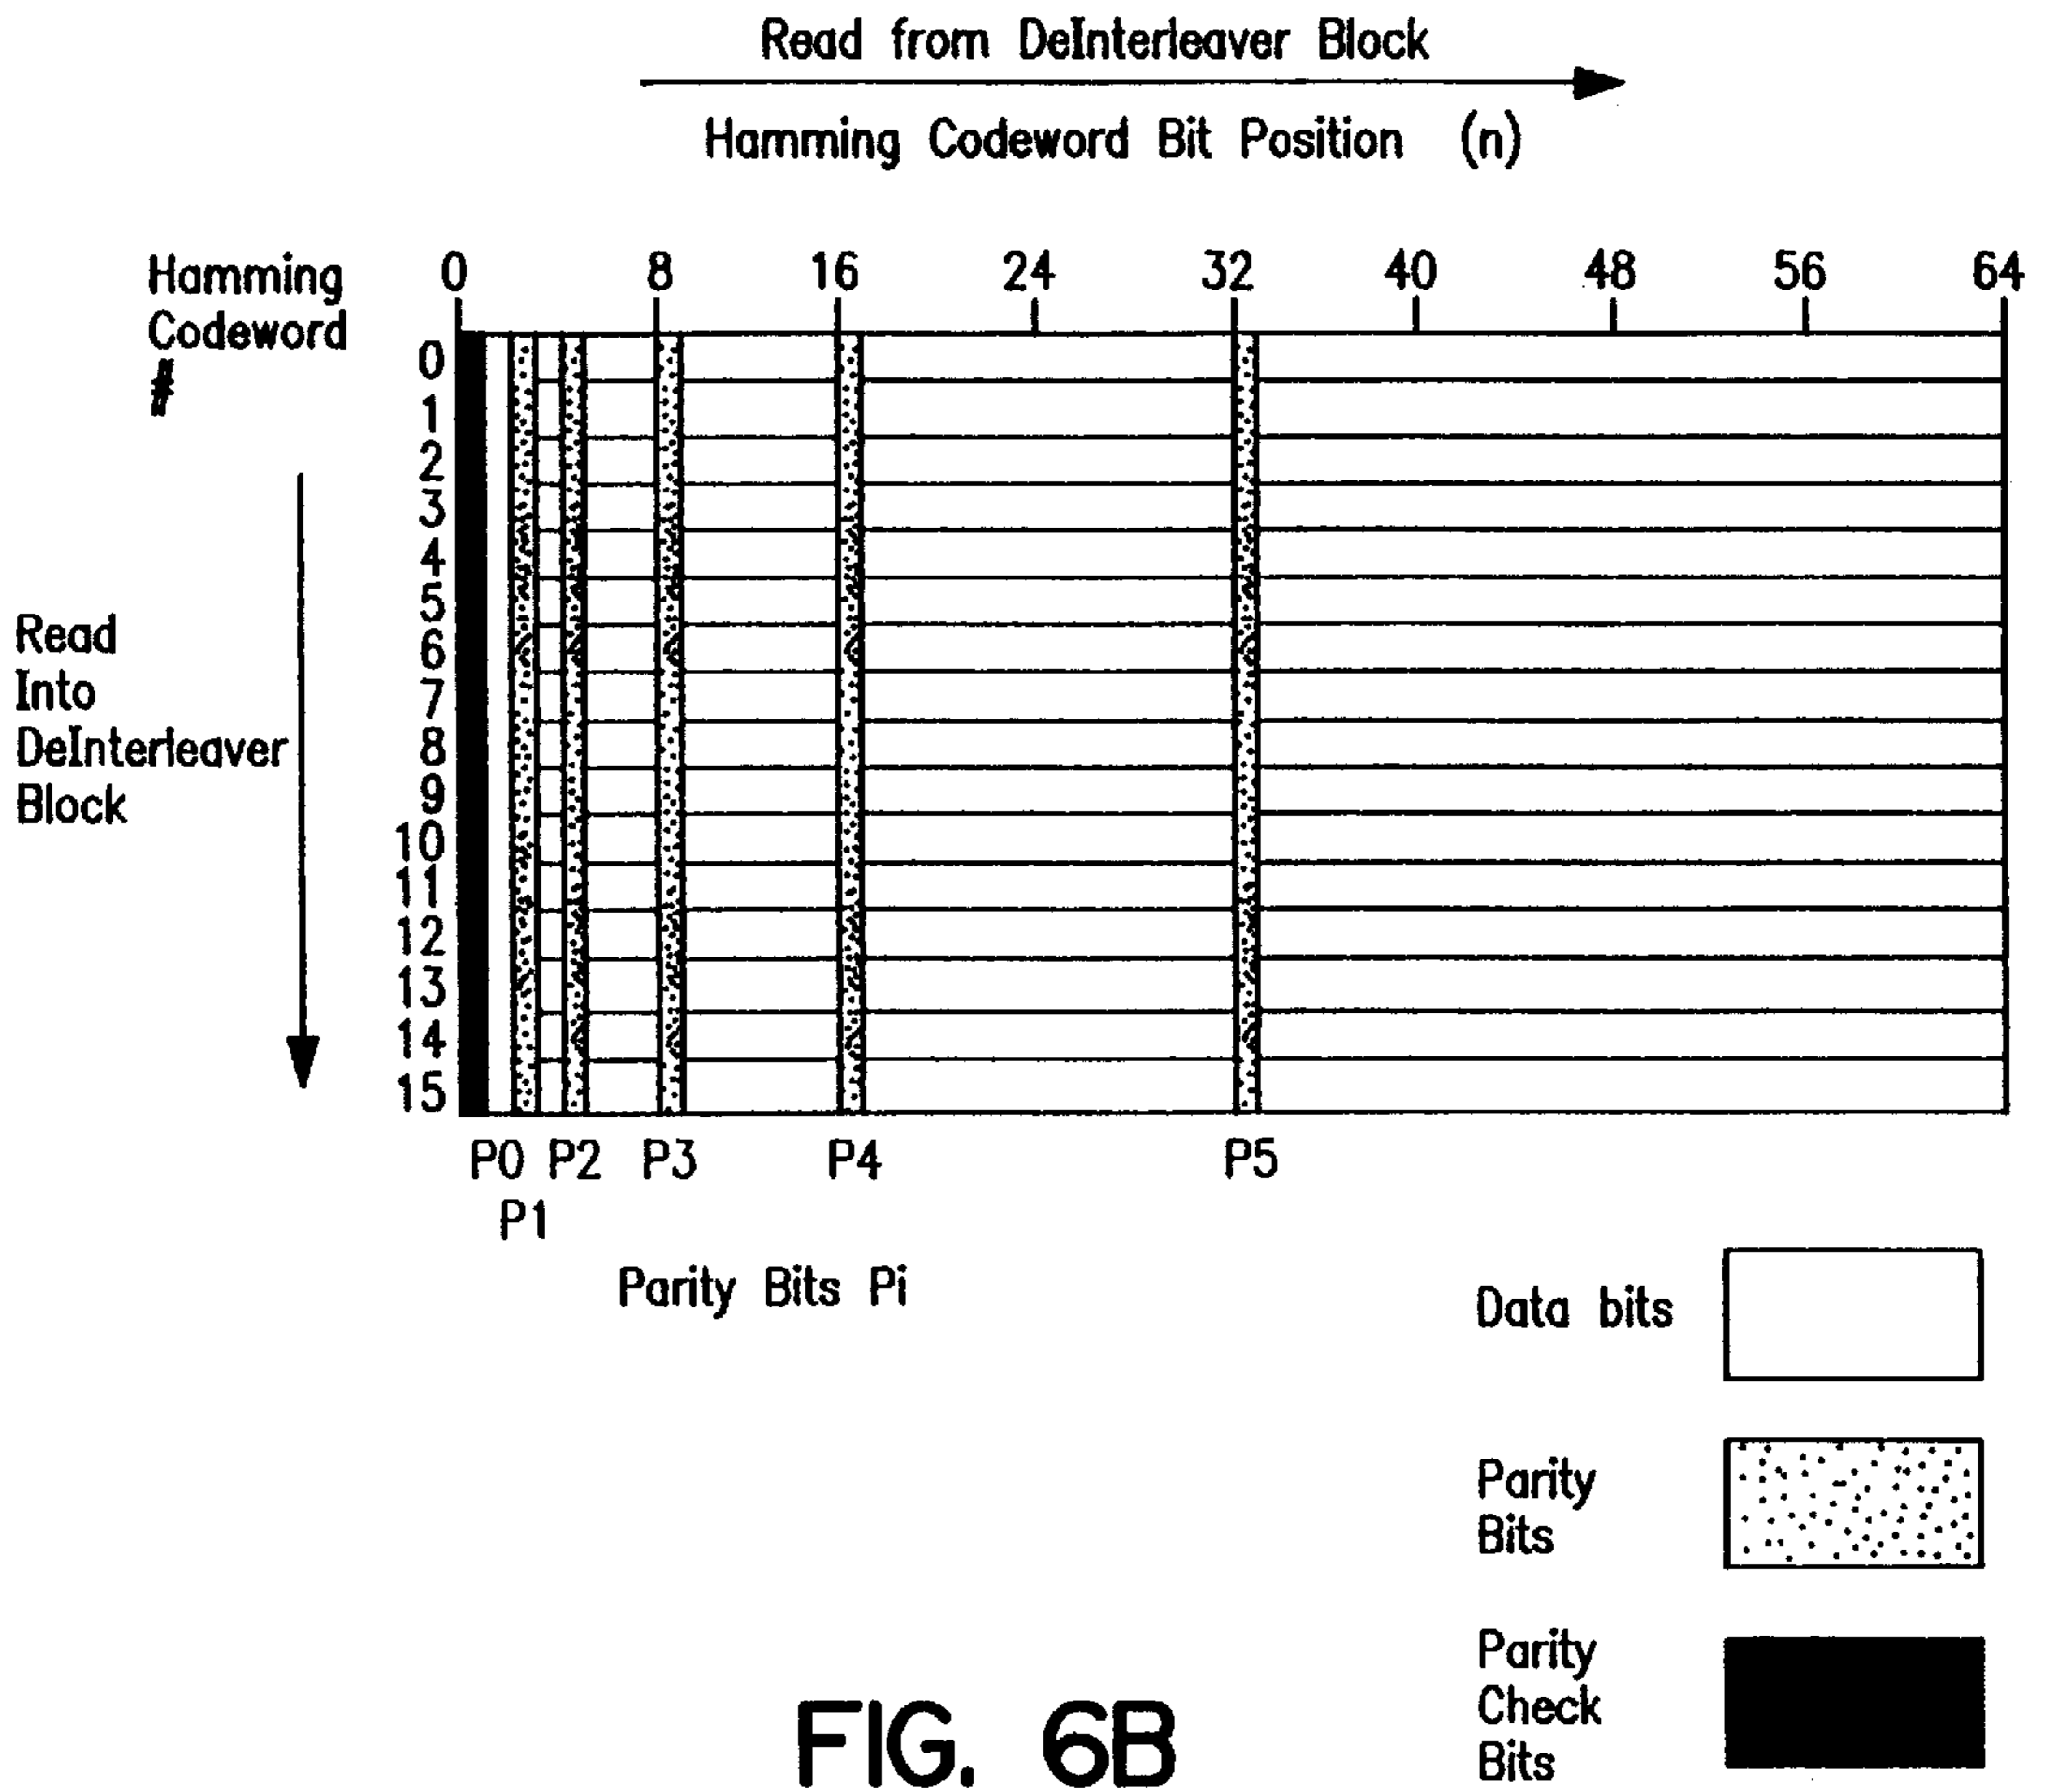 Read from DeInterleaver Block
Hamming Codeword Bit Position (n)
Hamming
Codeword
#
0 8 16 24 32 40 48 56 64
0
1
2
3
4
5
6
7
8
9
10
11
12
13
14
15
Read
Into
DeInterleaver
Block
P0 P2 P3 P4 P5
P1
Parity Bits Pi
Data bits
Parity
Bits
Parity
Check
Bits
FIG. 6B